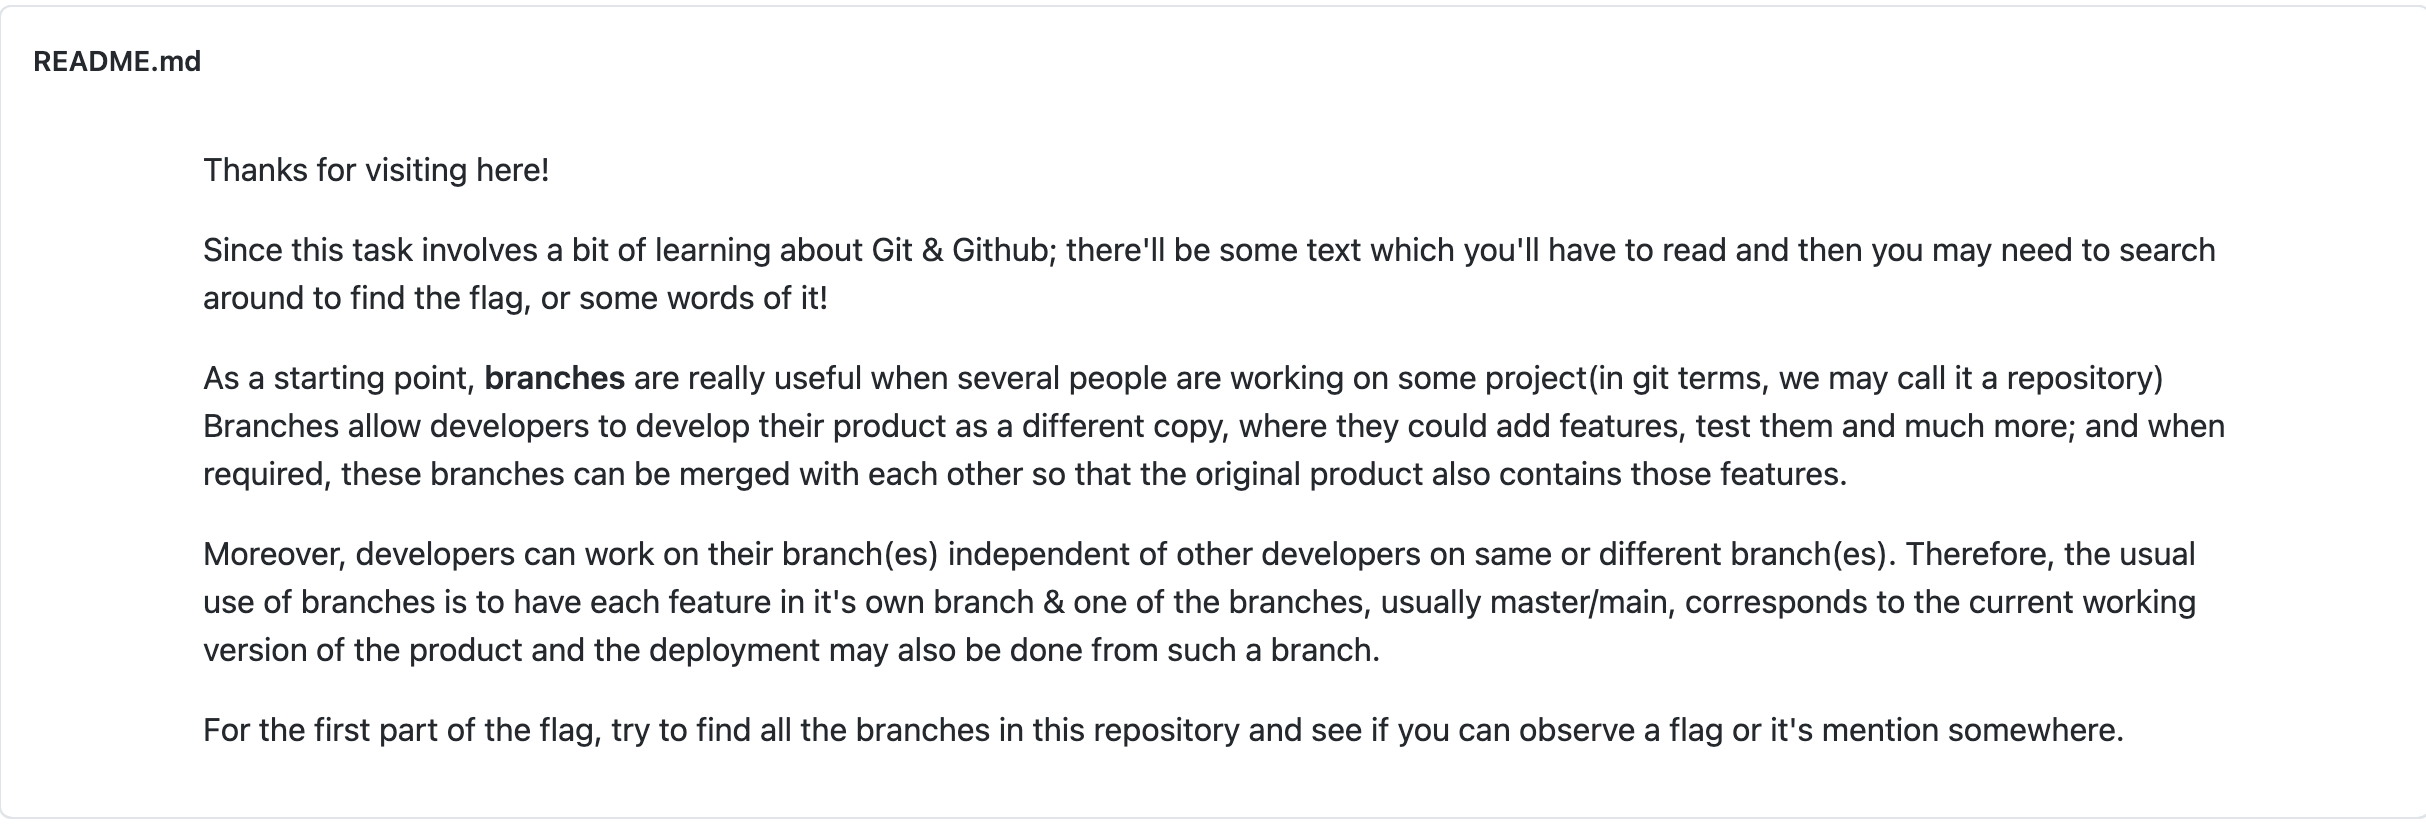 README.md
Thanks for visiting here!
Since this task involves a bit of learning about Git & Github; there'll be some text which you'll have to read and then you may need to search
around to find the flag, or some words of it!
As a starting point, branches are really useful when several people are working on some project(in git terms, we may call it a repository)
Branches allow developers to develop their product as a different copy, where they could add features, test them and much more; and when
required, these branches can be merged with each other so that the original product also contains those features.
Moreover, developers can work on their branch(es) independent of other developers on same or different branch(es). Therefore, the usual
use of branches is to have each feature in it's own branch & one of the branches, usually master/main, corresponds to the current working
version of the product and the deployment may also be done from such a branch.
For the first part of the flag, try to find all the branches in this repository and see if you can observe a flag or it's mention somewhere.